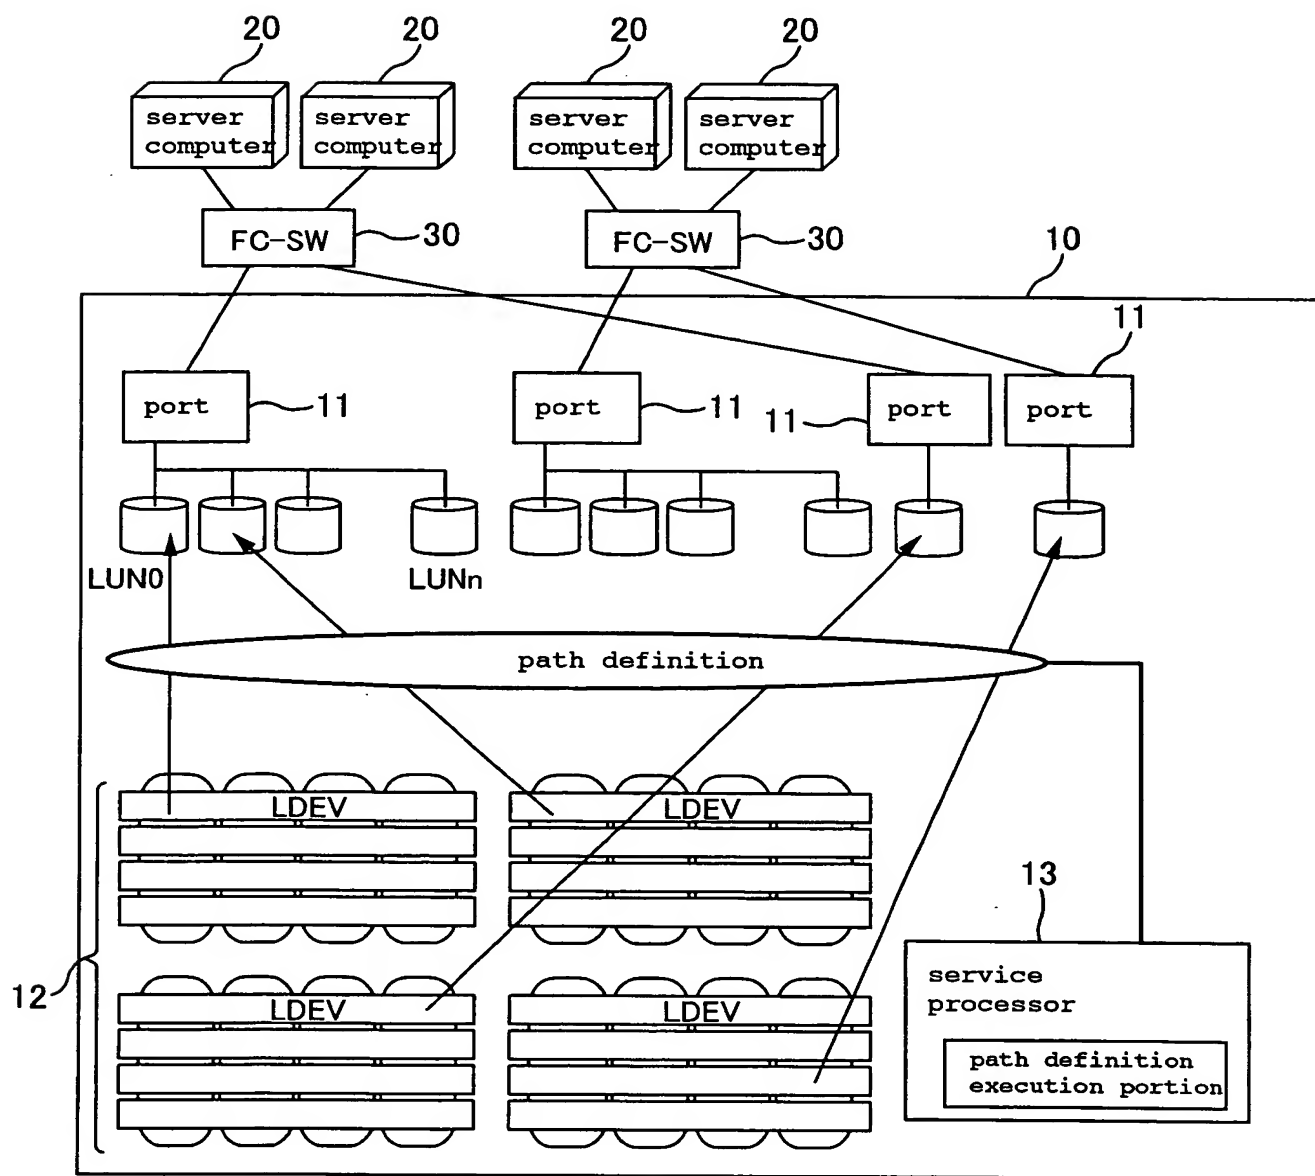 20 20 20 20
server
computer
server
computer
server
computer
server
computer
FC-SW 30 FC-SW 30
10
11
port 11 port 11 11 port port
LUN0 LUNn
path definition
LDEV LDEV
13
12
service
processor
LDEV LDEV
path definition
execution portion